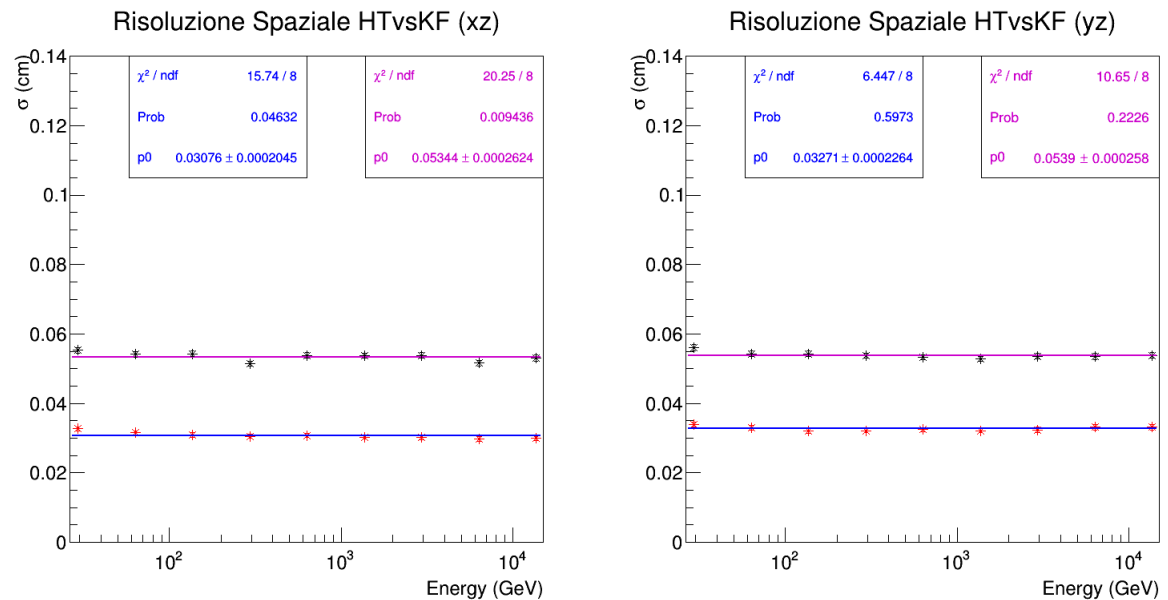 Risoluzione Spaziale HTvsKF (xz)
σ (cm)
0.14
0.12
0.1
0.08
0.06
0.04
0.02
0
χ² / ndf 15.74 / 8
Prob 0.04632
p0 0.03076 ± 0.0002045
χ² / ndf 20.25 / 8
Prob 0.009436
p0 0.05344 ± 0.0002624
10² 10³ 10⁴
Energy (GeV)
Risoluzione Spaziale HTvsKF (yz)
σ (cm)
0.14
0.12
0.1
0.08
0.06
0.04
0.02
0
χ² / ndf 6.447 / 8
Prob 0.5973
p0 0.03271 ± 0.0002264
χ² / ndf 10.65 / 8
Prob 0.2226
p0 0.0539 ± 0.000258
10² 10³ 10⁴
Energy (GeV)